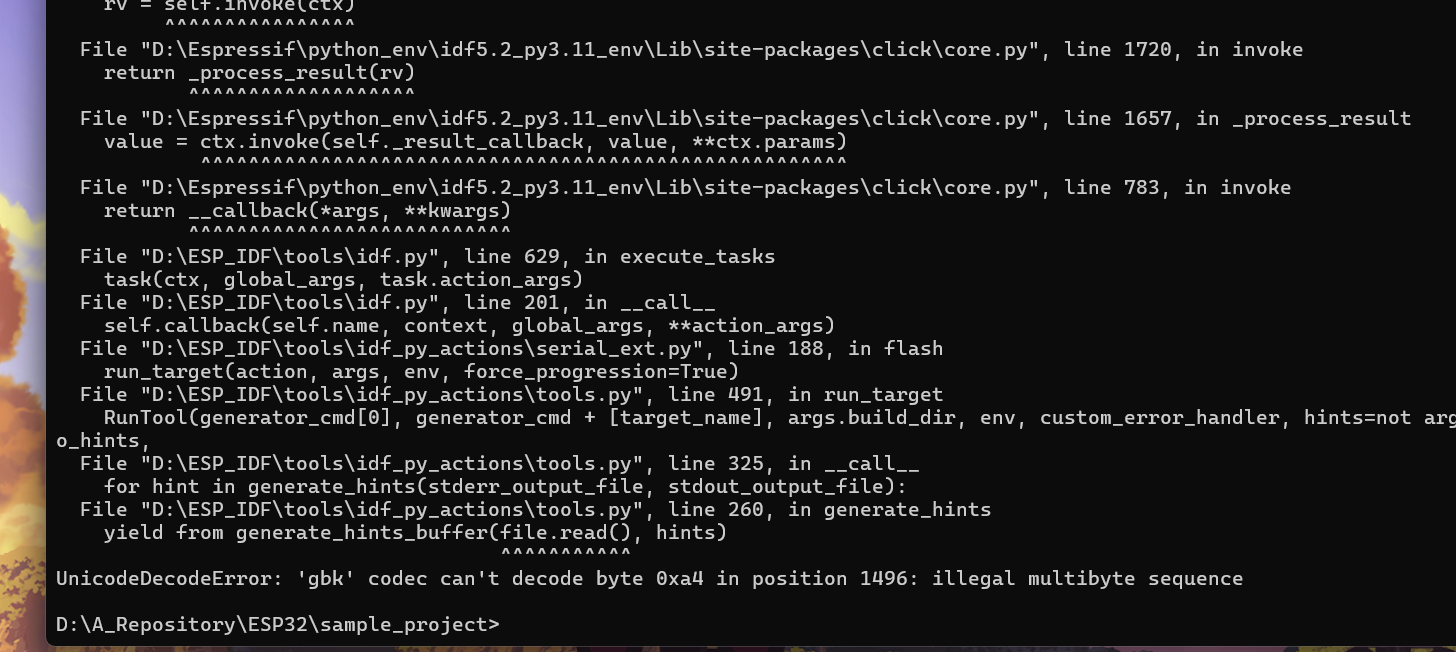 rv = self.invoke(ctx)
^^^^^^^^^^^^^^^^
File "D:\Espressif\python_env\idf5.2_py3.11_env\Lib\site-packages\click\core.py", line 1720, in invoke
return _process_result(rv)
^^^^^^^^^^^^^^^^^^^
File "D:\Espressif\python_env\idf5.2_py3.11_env\Lib\site-packages\click\core.py", line 1657, in _process_result
value = ctx.invoke(self._result_callback, value, **ctx.params)
^^^^^^^^^^^^^^^^^^^^^^^^^^^^^^^^^^^^^^^^^^^^^^^^^^^^^^
File "D:\Espressif\python_env\idf5.2_py3.11_env\Lib\site-packages\click\core.py", line 783, in invoke
return __callback(*args, **kwargs)
^^^^^^^^^^^^^^^^^^^^^^^^^^^
File "D:\ESP_IDF\tools\idf.py", line 629, in execute_tasks
task(ctx, global_args, task.action_args)
File "D:\ESP_IDF\tools\idf.py", line 201, in __call__
self.callback(self.name, context, global_args, **action_args)
File "D:\ESP_IDF\tools\idf_py_actions\serial_ext.py", line 188, in flash
run_target(action, args, env, force_progression=True)
File "D:\ESP_IDF\tools\idf_py_actions\tools.py", line 491, in run_target
RunTool(generator_cmd[0], generator_cmd + [target_name], args.build_dir, env, custom_error_handler, hints=not arg
o_hints,
File "D:\ESP_IDF\tools\idf_py_actions\tools.py", line 325, in __call__
for hint in generate_hints(stderr_output_file, stdout_output_file):
File "D:\ESP_IDF\tools\idf_py_actions\tools.py", line 260, in generate_hints
yield from generate_hints_buffer(file.read(), hints)
^^^^^^^^^^^
UnicodeDecodeError: 'gbk' codec can't decode byte 0xa4 in position 1496: illegal multibyte sequence
D:\A_Repository\ESP32\sample_project>